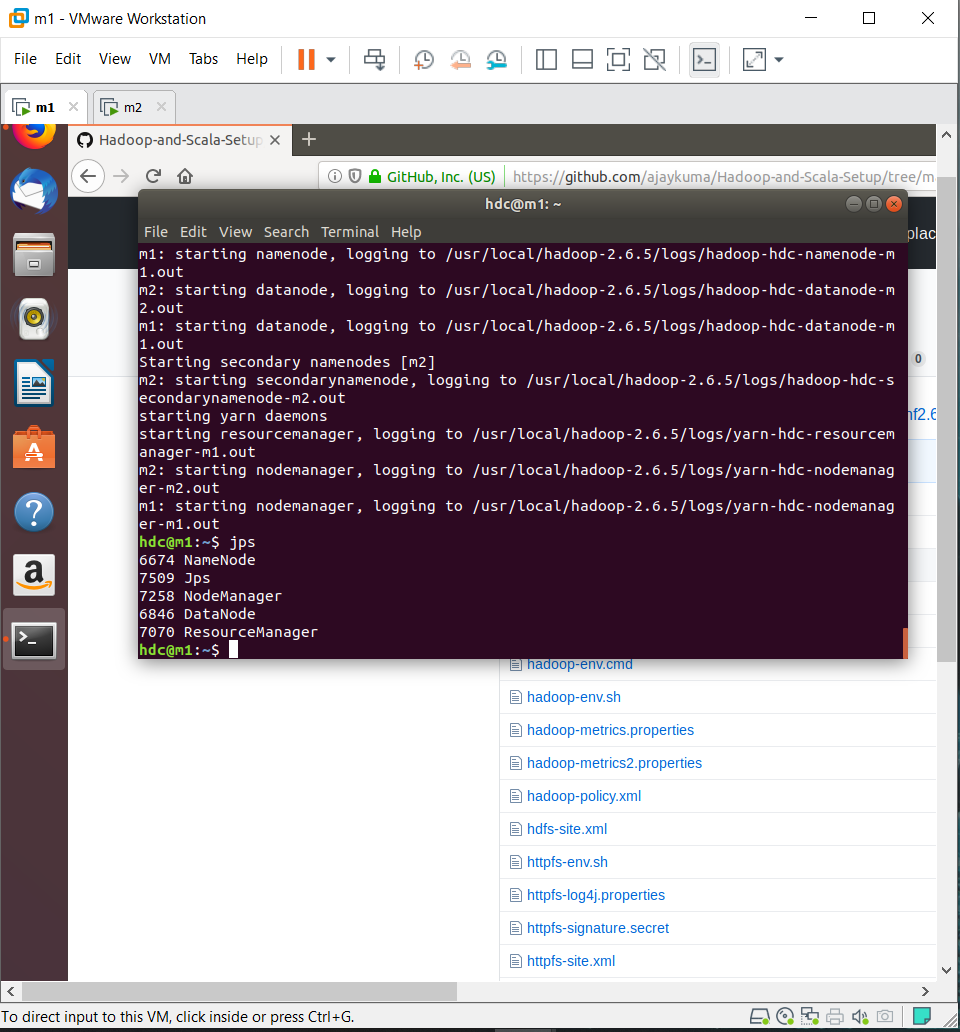 m1 - VMware Workstation
File Edit View VM Tabs Help
m1 m2
Hadoop-and-Scala-Setup
GitHub, Inc. (US) https://github.com/ajaykuma/Hadoop-and-Scala-Setup/tree/m
hdc@m1: ~
File Edit View Search Terminal Help
m1: starting namenode, logging to /usr/local/hadoop-2.6.5/logs/hadoop-hdc-namenode-m
1.out
m2: starting datanode, logging to /usr/local/hadoop-2.6.5/logs/hadoop-hdc-datanode-m
2.out
m1: starting datanode, logging to /usr/local/hadoop-2.6.5/logs/hadoop-hdc-datanode-m
1.out
Starting secondary namenodes [m2]
m2: starting secondarynamenode, logging to /usr/local/hadoop-2.6.5/logs/hadoop-hdc-s
econdarynamenode-m2.out
starting yarn daemons
starting resourcemanager, logging to /usr/local/hadoop-2.6.5/logs/yarn-hdc-resourcem
anager-m1.out
m2: starting nodemanager, logging to /usr/local/hadoop-2.6.5/logs/yarn-hdc-nodemanag
er-m2.out
m1: starting nodemanager, logging to /usr/local/hadoop-2.6.5/logs/yarn-hdc-nodemanag
er-m1.out
hdc@m1:~$ jps
6674 NameNode
7509 Jps
7258 NodeManager
6846 DataNode
7070 ResourceManager
hdc@m1:~$
plac
0
nf2.6
hadoop-env.cmd
hadoop-env.sh
hadoop-metrics.properties
hadoop-metrics2.properties
hadoop-policy.xml
hdfs-site.xml
httpfs-env.sh
httpfs-log4j.properties
httpfs-signature.secret
httpfs-site.xml
To direct input to this VM, click inside or press Ctrl+G.